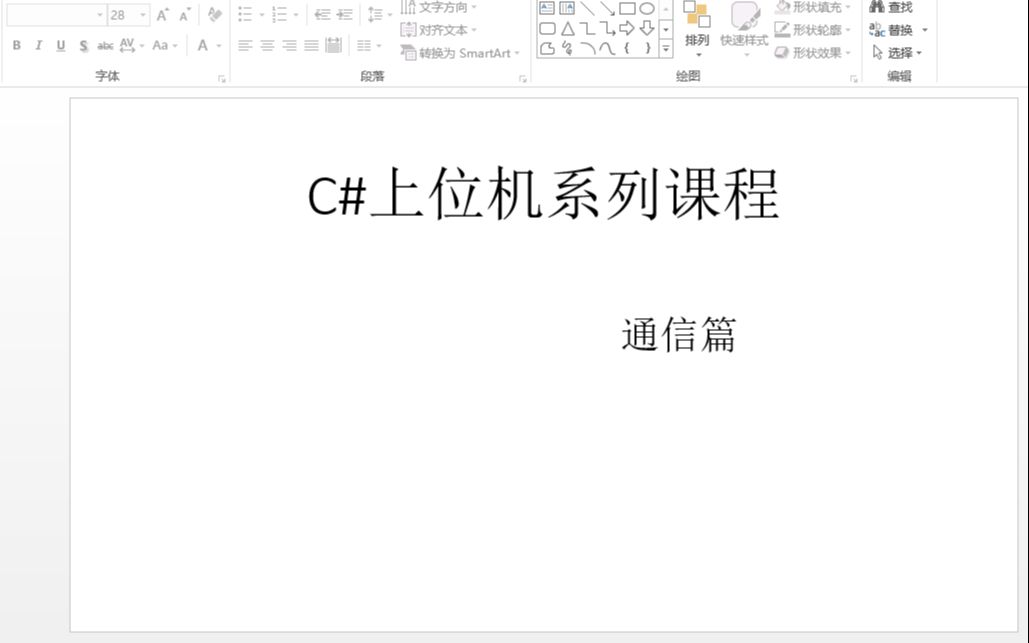 28
文字方向
形状填充
查找
对齐文本
排列
快速样式
形状轮廓
替换
B I U S abc AV Aa A
转换为 SmartArt
形状效果
选择
字体
段落
绘图
编辑
C#上位机系列课程
通信篇